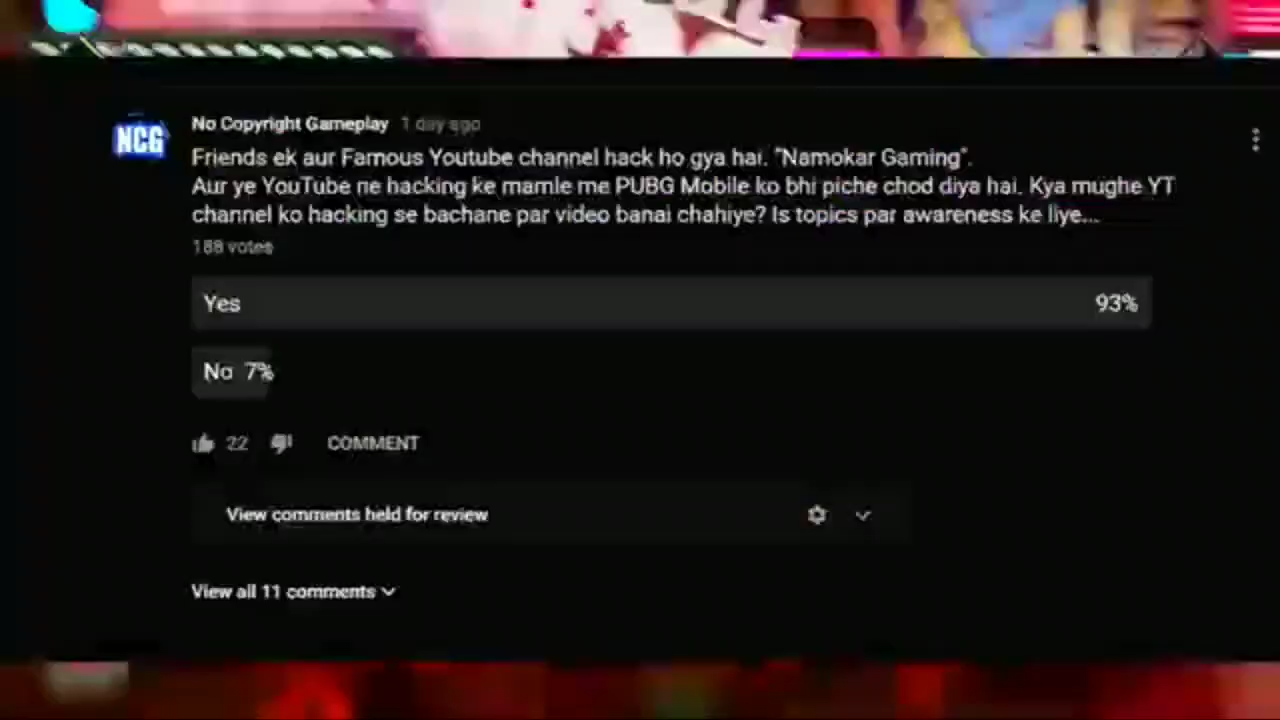 NCG
No Copyright Gameplay 1 day ago
Friends ek aur Famous Youtube channel hack ho gya hai. "Namokar Gaming".
Aur ye YouTube ne hacking ke mamle me PUBG Mobile ko bhi piche chod diya hai. Kya mughe YT
channel ko hacking se bachane par video banai chahiye? Is topics par awareness ke liye...
188 votes
Yes 93%
No 7%
22 COMMENT
View comments held for review
View all 11 comments